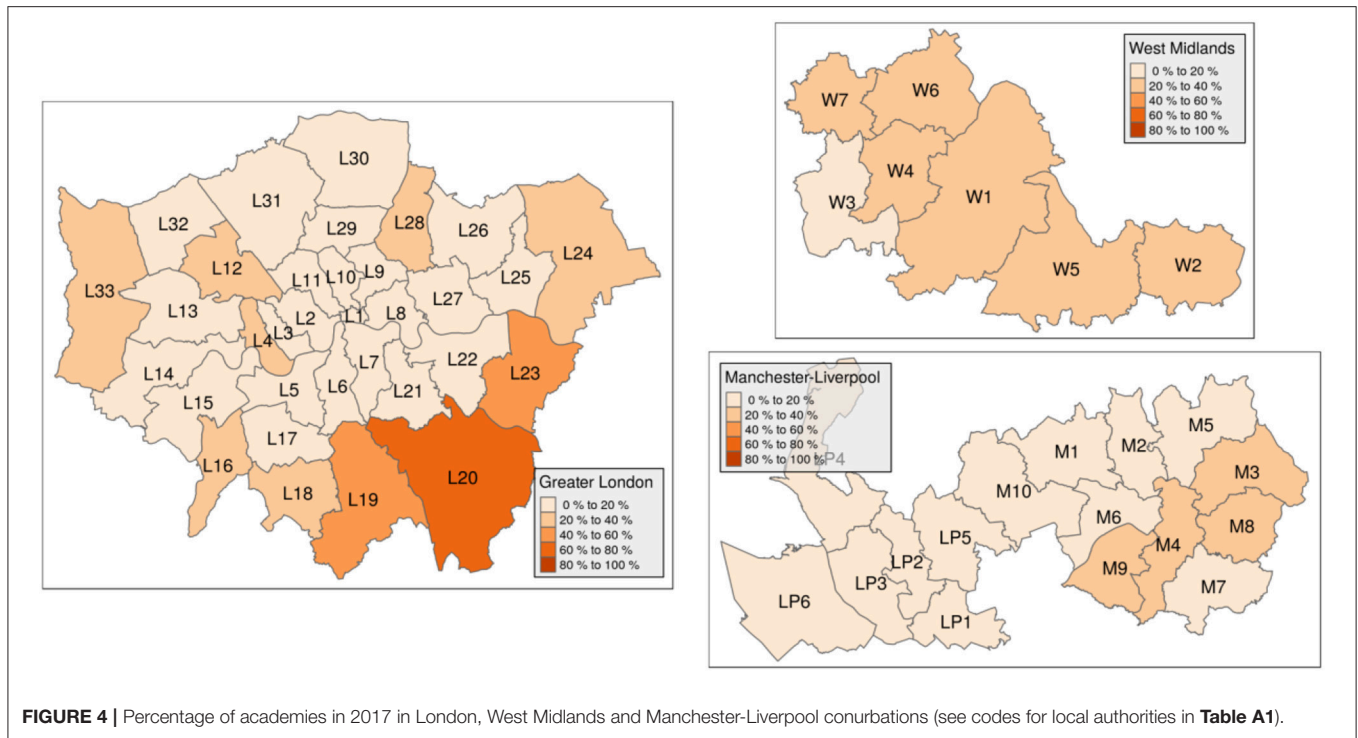 West Midlands
0 % to 20 %
20 % to 40 %
40 % to 60 %
60 % to 80 %
80 % to 100 %
W7
W6
W4
W3
W1
W5
W2
L30
L31
L32
L29
L28
L26
L24
L12
L33
L11
L10
L9
L25
L13
L27
L2
L1
L8
L3
L4
L14
L7
L22
L23
L5
L6
L21
L15
L17
L16
L18
L19
L20
Greater London
0 % to 20 %
20 % to 40 %
40 % to 60 %
60 % to 80 %
80 % to 100 %
Manchester-Liverpool
0 % to 20 %
20 % to 40 %
40 % to 60 %
60 % to 80 %
80 % to 100 %
LP4
M5
M1
M2
M3
M10
M6
M8
M4
LP5
M9
LP2
LP3
M7
LP6
LP1
FIGURE 4 | Percentage of academies in 2017 in London, West Midlands and Manchester-Liverpool conurbations (see codes for local authorities in Table A1).